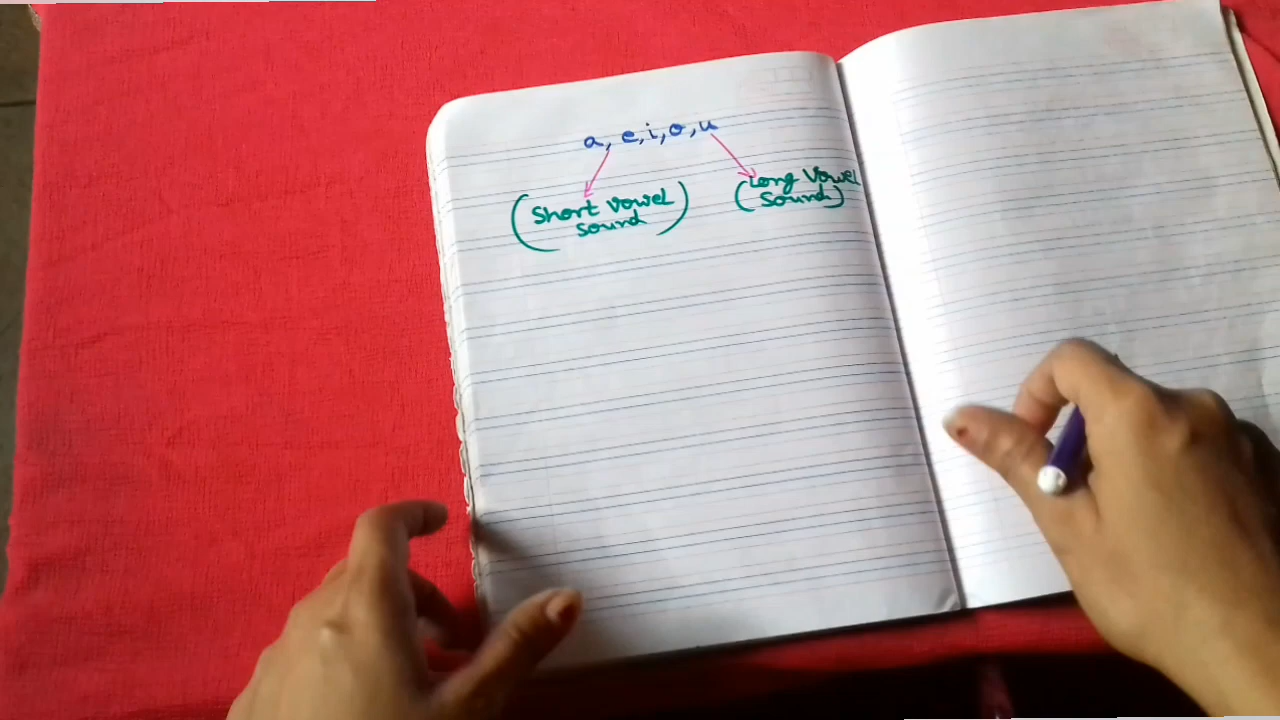 a, e, i, o, u
(Short vowel
sound)
(Long Vowel
Sound)